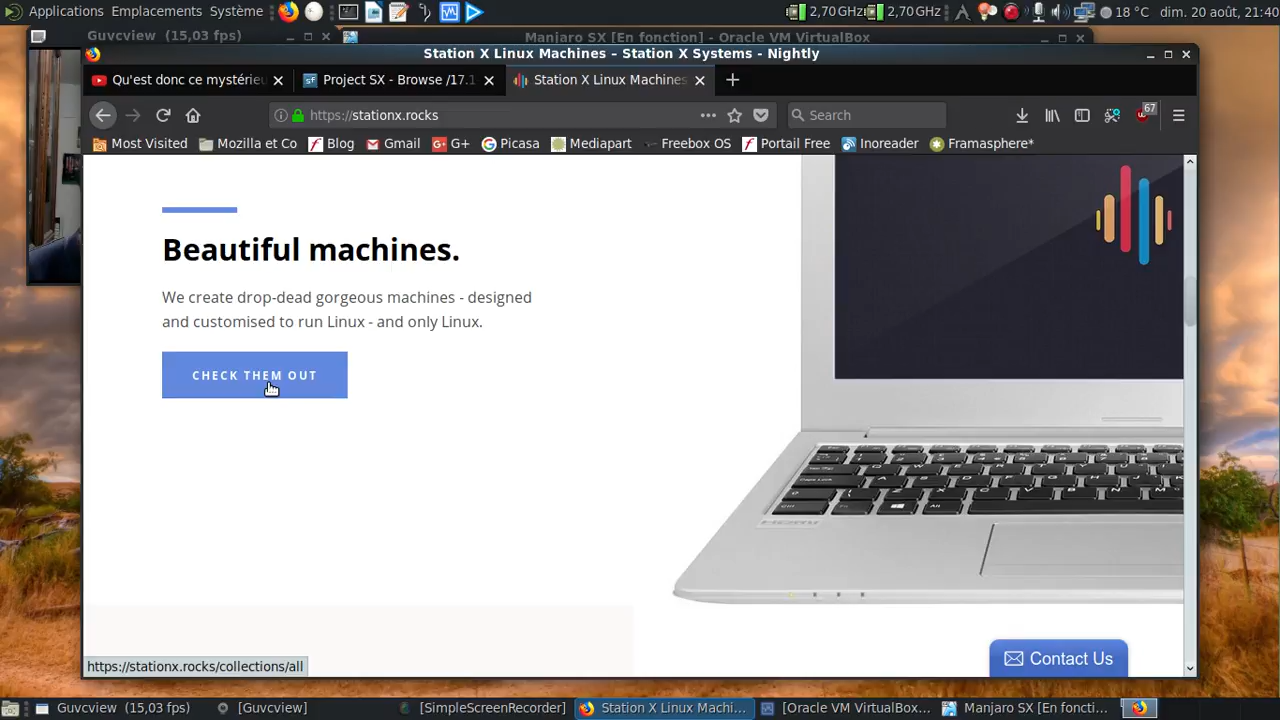 Applications Emplacements Système 2,70 GHz 2,70 GHz 18 °C dim. 20 août, 21:40
Guvcview (15,03 fps)
Manjaro SX [En fonction] - Oracle VM VirtualBox
Station X Linux Machines – Station X Systems - Nightly
Qu'est donc ce mystérieu
Project SX - Browse /17.1
Station X Linux Machines
https://stationx.rocks
Search
67
Most Visited Mozilla et Co Blog Gmail G+ Picasa Mediapart Freebox OS Portail Free Inoreader Framasphere*
Beautiful machines.
We create drop-dead gorgeous machines - designed
and customised to run Linux - and only Linux.
CHECK THEM OUT
Contact Us
https://stationx.rocks/collections/all
Guvcview (15,03 fps) [Guvcview] [SimpleScreenRecorder] Station X Linux Machi... [Oracle VM VirtualBox... Manjaro SX [En foncti...